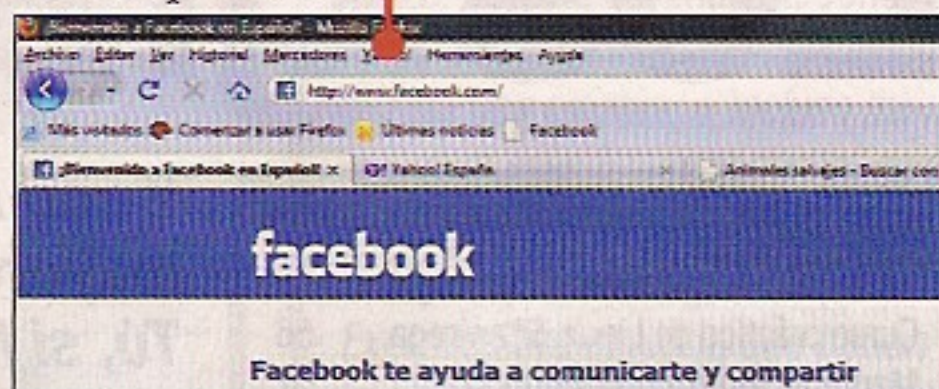 ¡Bienvenido a Facebook en Español! - Mozilla Firefox
Archivo Editar Ver Historial Marcadores Herramientas Ayuda
http://www.facebook.com/
Más visitados Comenzar a usar Firefox Últimas noticias Facebook
¡Bienvenido a Facebook en Español! Yahoo! España Animales salvajes - Buscar con
facebook
Facebook te ayuda a comunicarte y compartir